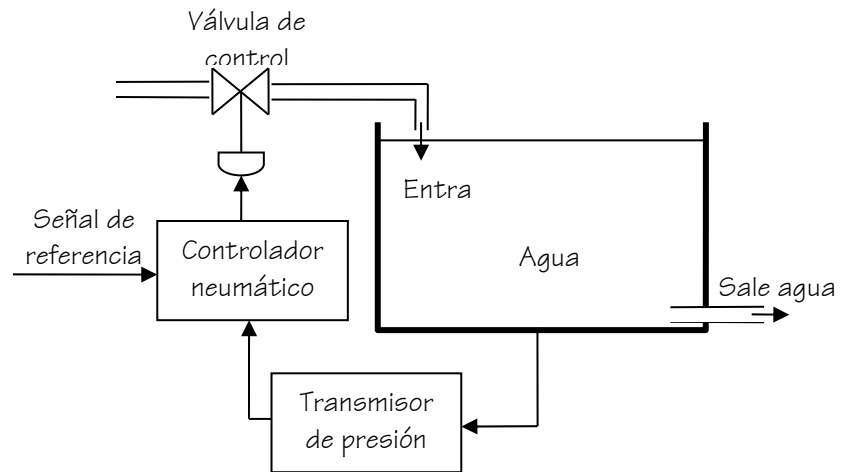 Válvula de
control
Entra
Señal de
referencia
Controlador
neumático
Agua
Sale agua
Transmisor
de presión